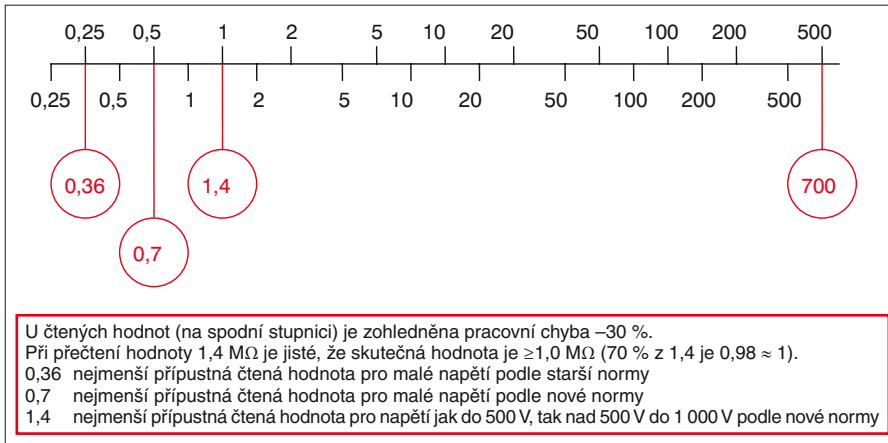 0,25 0,5 1 2 5 10 20 50 100 200 500
0,25 0,5 1 2 5 10 20 50 100 200 500
0,36 1,4 700
0,7
U čtených hodnot (na spodní stupnici) je zohledněna pracovní chyba –30 %.
Při přečtení hodnoty 1,4 MΩ je jisté, že skutečná hodnota je ≥1,0 MΩ (70 % z 1,4 je 0,98 ≈ 1).
0,36 nejmenší přípustná čtená hodnota pro malé napětí podle starší normy
0,7 nejmenší přípustná čtená hodnota pro malé napětí podle nové normy
1,4 nejmenší přípustná čtená hodnota pro napětí jak do 500 V, tak nad 500 V do 1 000 V podle nové normy